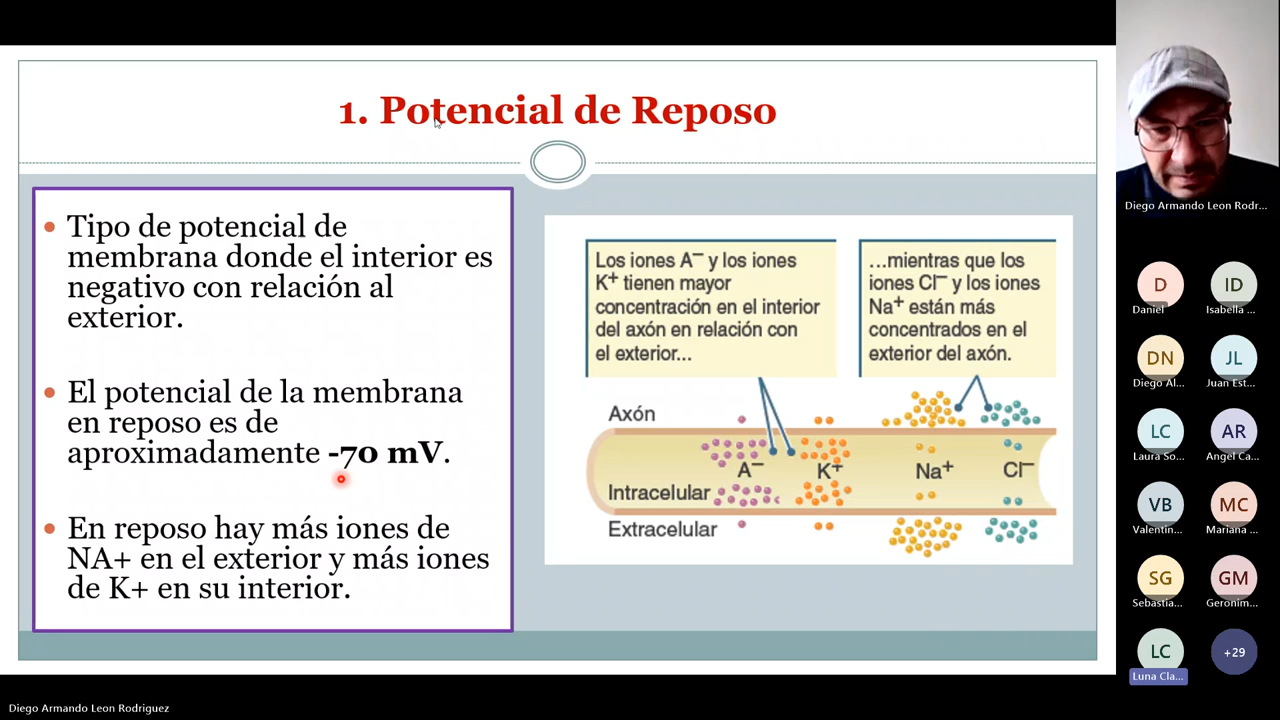 1. Potencial de Reposo
Tipo de potencial de
membrana donde el interior es
negativo con relación al
exterior.
El potencial de la membrana
en reposo es de
aproximadamente -70 mV.
En reposo hay más iones de
NA+ en el exterior y más iones
de K+ en su interior.
Los iones A⁻ y los iones
K⁺ tienen mayor
concentración en el interior
del axón en relación con
el exterior...
...mientras que los
iones Cl⁻ y los iones
Na⁺ están más
concentrados en el
exterior del axón.
Axón
A⁻
K⁺
Na⁺
Cl⁻
Intracelular
Extracelular
Diego Armando Leon Rodr...
D
Daniel
ID
Isabella ...
DN
Diego Al...
JL
Juan Est...
LC
Laura So...
AR
Angel Ca...
VB
Valentin...
MC
Mariana ...
SG
Sebastia...
GM
Geronim...
LC
Luna Cla...
+29
Diego Armando Leon Rodriguez